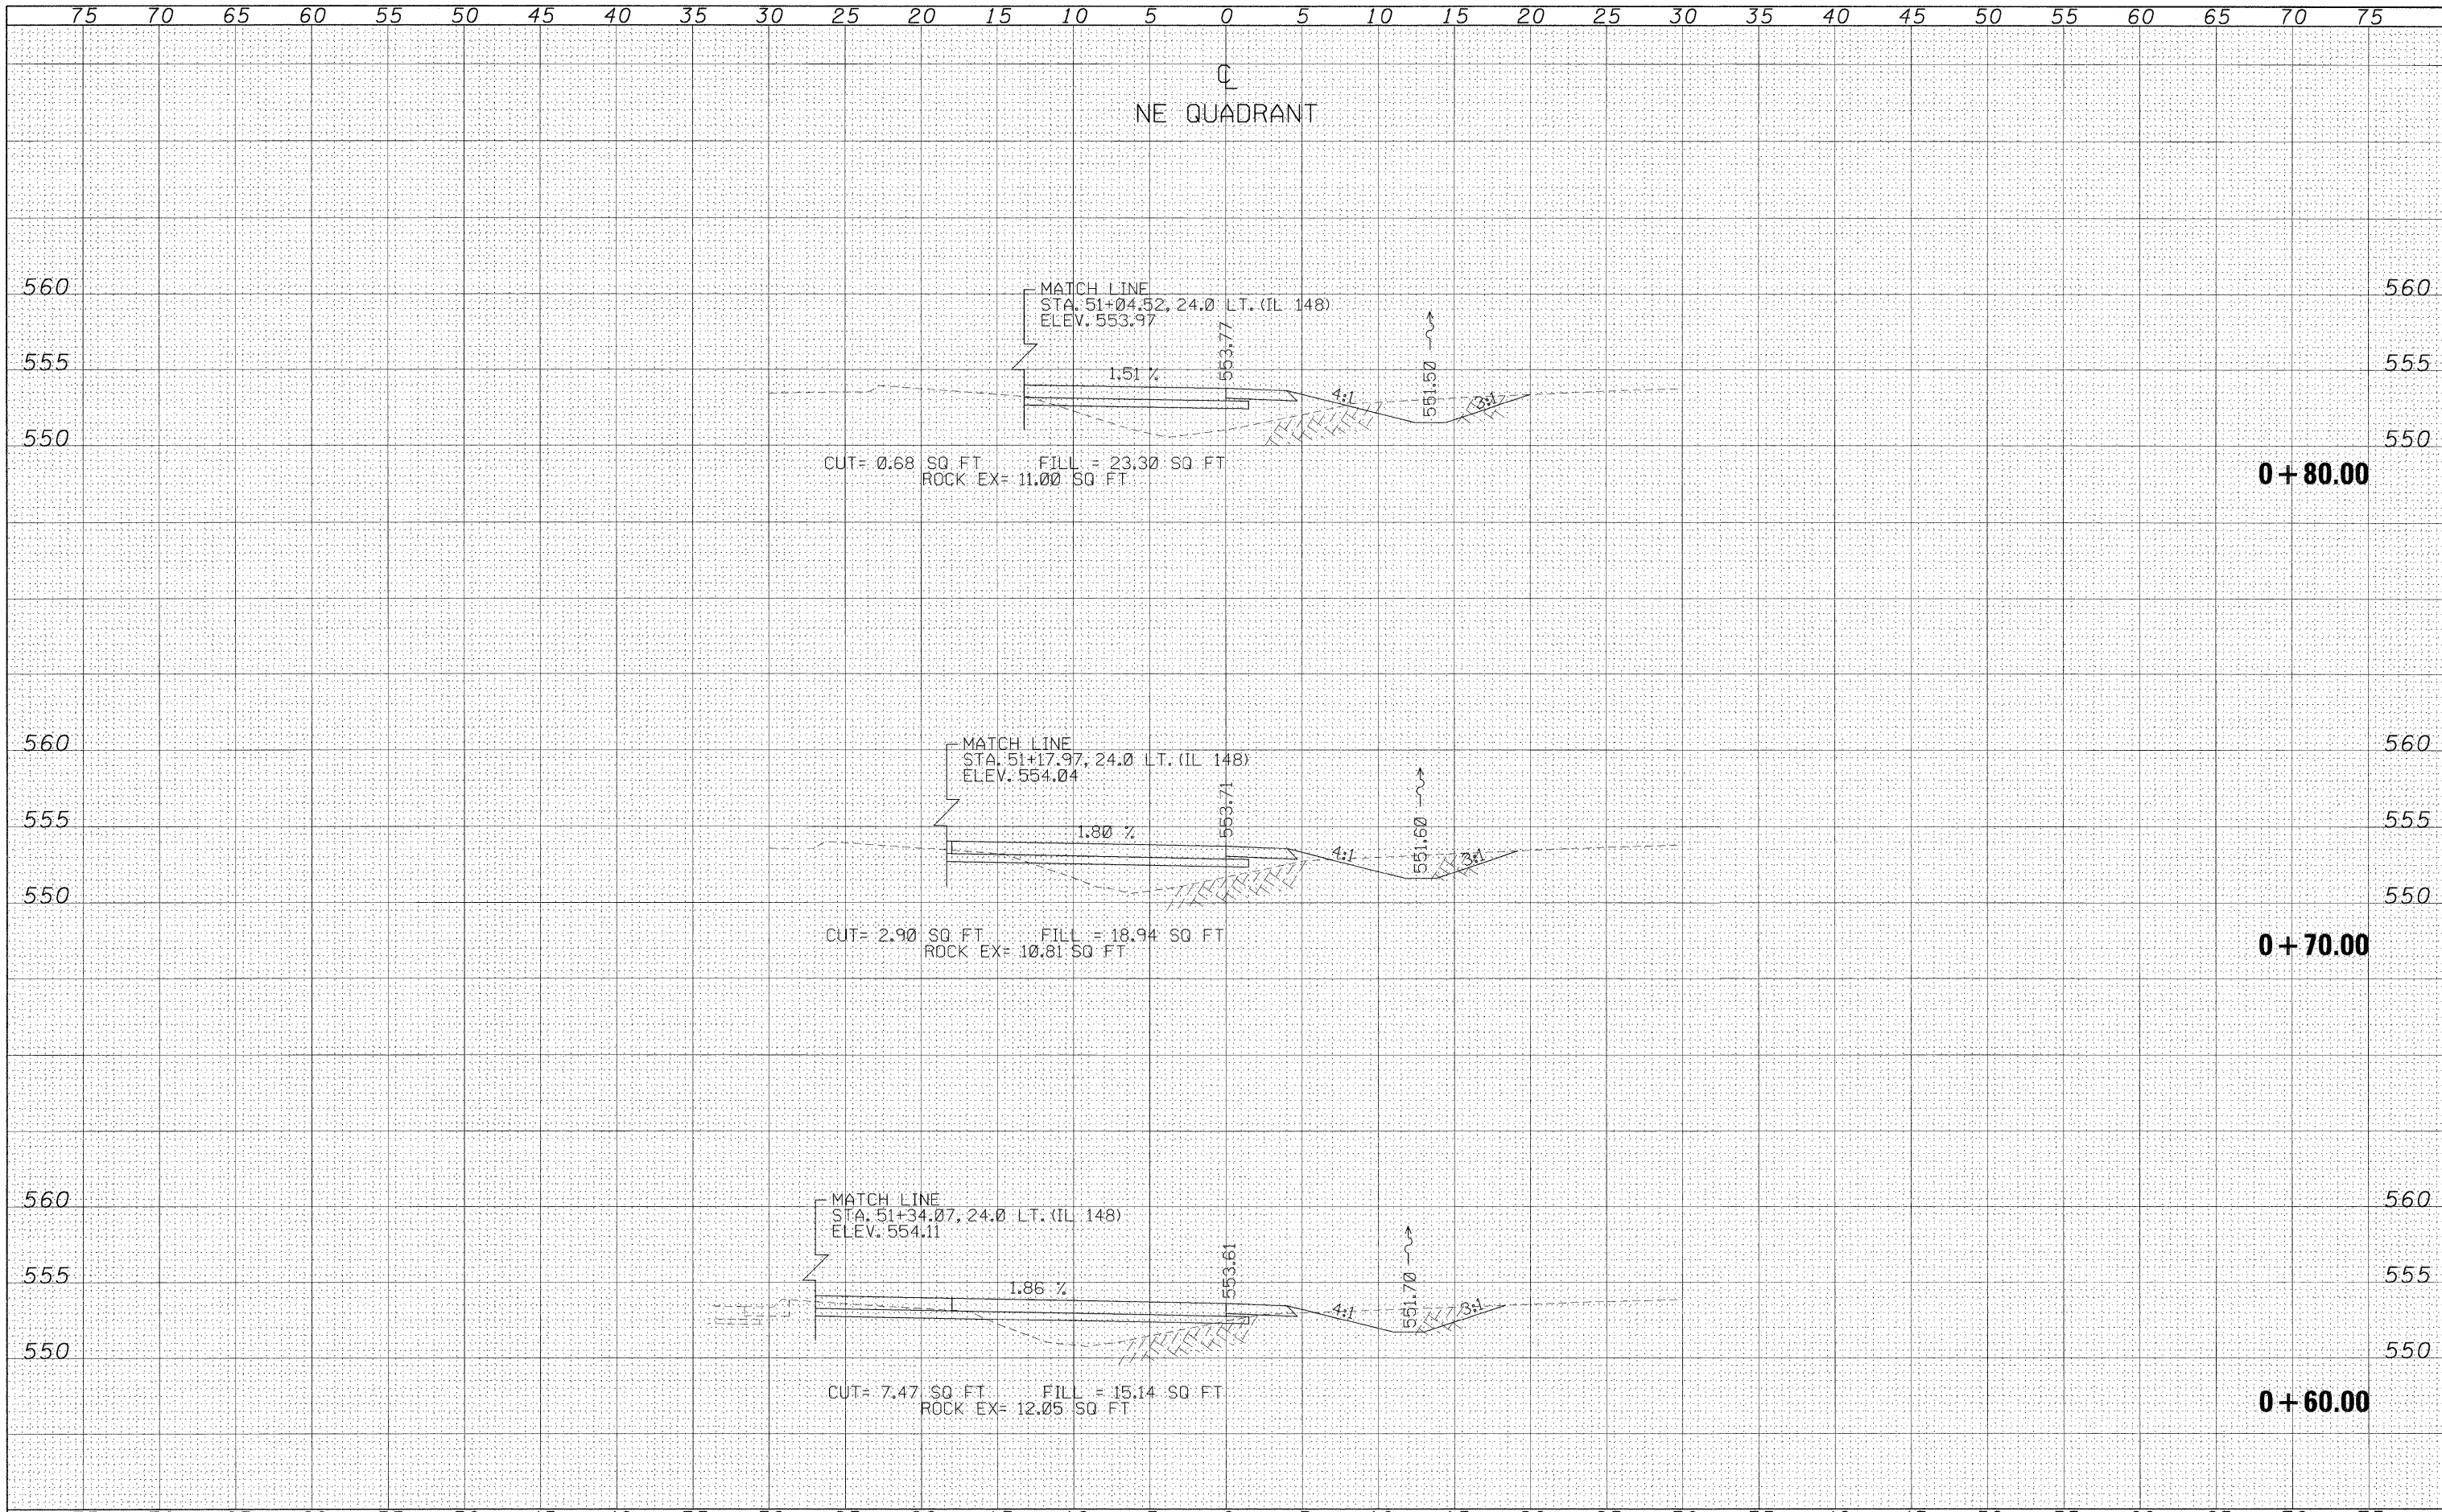 75 70 65 60 55 50 45 40 35 30 25 20 15 10 5 0 5 10 15 20 25 30 35 40 45 50 55 60 65 70 75
CL
NE QUADRANT
560 560
MATCH LINE
STA. 51+04.52, 24.0 LT. (IL 148)
ELEV. 553.97
553.77
551.50
555 555
1.51 %
4:1
3:1
550 550
CUT= 0.68 SQ FT FILL = 23.30 SQ FT
ROCK EX= 11.00 SQ FT
0+80.00
560 560
MATCH LINE
STA. 51+17.97, 24.0 LT. (IL 148)
ELEV. 554.04
553.71
551.60
555 555
1.80 %
4:1
3:1
550 550
CUT= 2.90 SQ FT FILL = 18.94 SQ FT
ROCK EX= 10.81 SQ FT
0+70.00
560 560
MATCH LINE
STA. 51+34.07, 24.0 LT. (IL 148)
ELEV. 554.11
553.61
551.70
555 555
1.86 %
4:1
3:1
550 550
CUT= 7.47 SQ FT FILL = 15.14 SQ FT
ROCK EX= 12.05 SQ FT
0+60.00